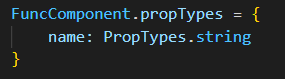 FuncComponent.propTypes = {
    name: PropTypes.string
}